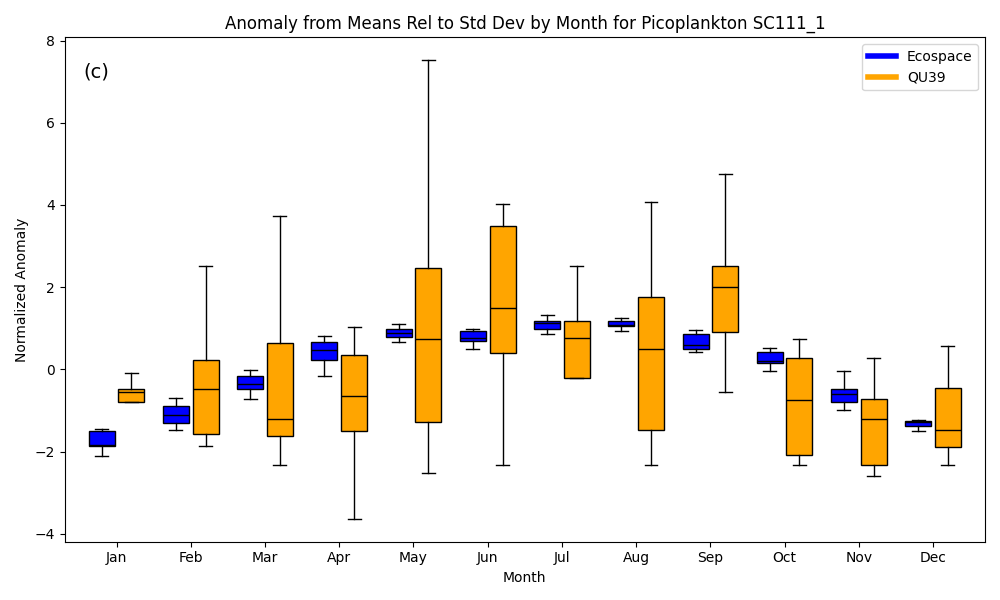 Anomaly from Means Rel to Std Dev by Month for Picoplankton SC111_1
(c)
Ecospace
QU39
Normalized Anomaly
8
6
4
2
0
−2
−4
Jan Feb Mar Apr May Jun Jul Aug Sep Oct Nov Dec
Month